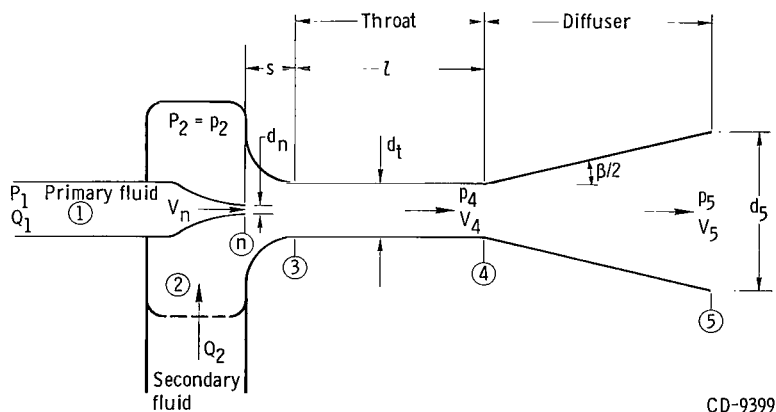 Throat
Diffuser
s
l
P2 = p2
dn
dt
β/2
P1 Primary fluid
Q1
1
Vn
n
p4
V4
p5
V5
d5
2
3
4
5
Q2
Secondary
fluid
CD-9399